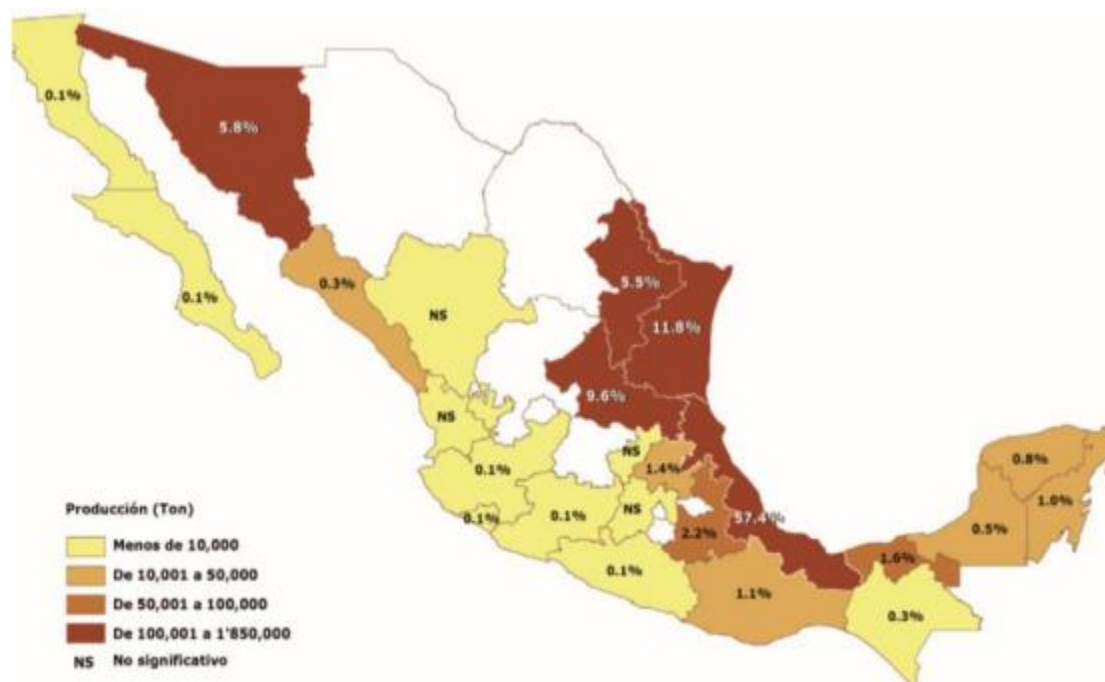 0.1%
5.8%
0.1%
0.3%
NS
5.5%
11.8%
9.6%
NS
NS
0.1%
1.4%
0.8%
1.0%
0.1%
0.1%
NS
2.2%
57.4%
0.5%
1.6%
0.1%
1.1%
0.3%
Producción (Ton)
Menos de 10,000
De 10,001 a 50,000
De 50,001 a 100,000
De 100,001 a 1'850,000
NS No significativo